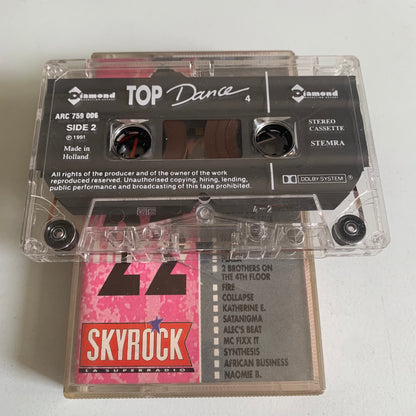 Diamond
TOP Dance 4
Diamond
ARC 759 006
SIDE 2
℗ 1991
Made in
Holland
STEREO
CASSETTE
STEMRA
All rights of the producer and of the owner of the work
reproduced reserved. Unauthorised copying, hiring, lending,
public performance and broadcasting of this tape prohibited.
DOLBY SYSTEM
22
2 BROTHERS ON
THE 4TH FLOOR
FIRE
COLLAPSE
KATHERINE E.
SATANIGMA
ALEC'S BEAT
MC FIXX IT
SYNTHESIS
AFRICAN BUSINESS
NAOMIE B.
SKYROCK
LA SUPERRADIO